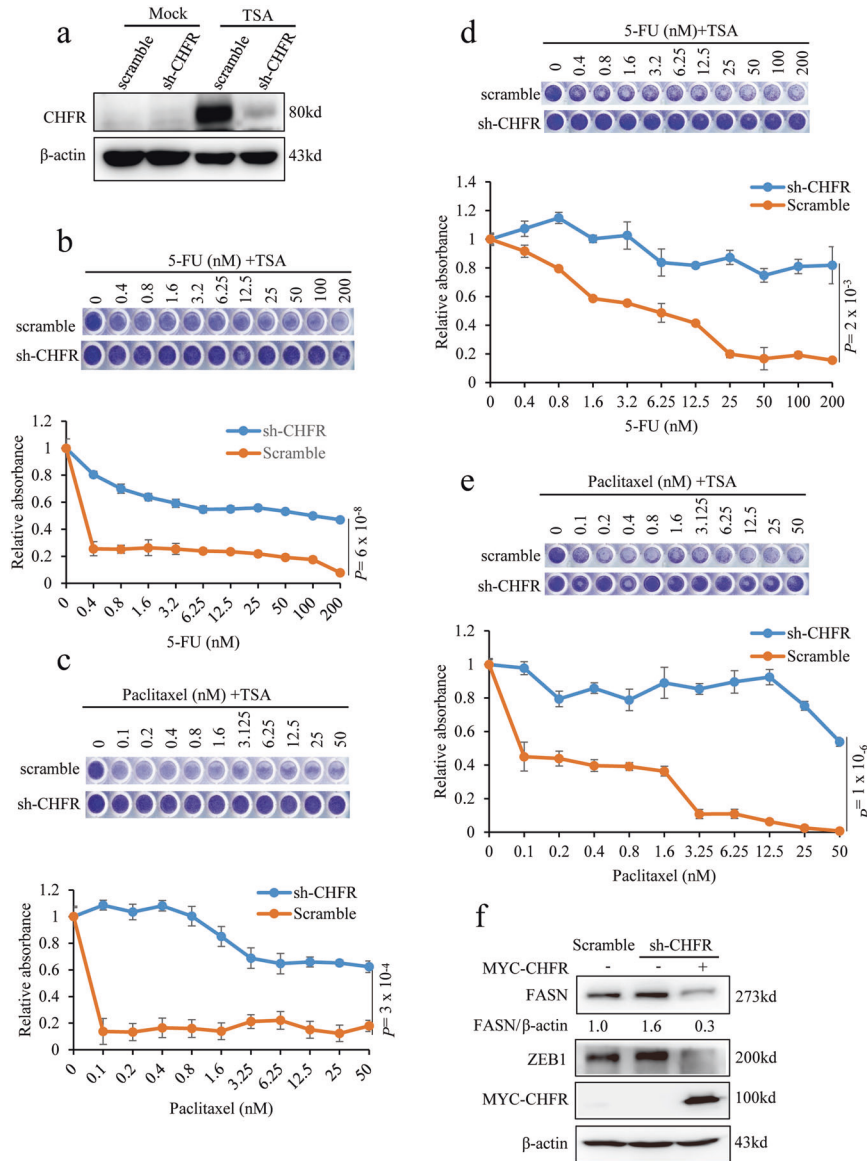 a
Mock TSA
scramble sh-CHFR scramble sh-CHFR
CHFR 80kd
β-actin 43kd
b
5-FU (nM) +TSA
0 0.4 0.8 1.6 3.2 6.25 12.5 25 50 100 200
scramble
sh-CHFR
1.2
1
0.8
0.6
0.4
0.2
0
Relative absorbance
sh-CHFR
Scramble
P= 6 x 10-8
0 0.4 0.8 1.6 3.2 6.25 12.5 25 50 100 200
5-FU (nM)
c
Paclitaxel (nM) +TSA
0 0.1 0.2 0.4 0.8 1.6 3.125 6.25 12.5 25 50
scramble
sh-CHFR
1.4
1.2
1
0.8
0.6
0.4
0.2
0
Relative absorbance
sh-CHFR
Scramble
P= 3 x 10-4
0 0.1 0.2 0.4 0.8 1.6 3.25 6.25 12.5 25 50
Paclitaxel (nM)
d
5-FU (nM)+TSA
0 0.4 0.8 1.6 3.2 6.25 12.5 25 50 100 200
scramble
sh-CHFR
1.4
1.2
1
0.8
0.6
0.4
0.2
0
Relative absorbance
sh-CHFR
Scramble
P= 2 x 10-3
0 0.4 0.8 1.6 3.2 6.25 12.5 25 50 100 200
5-FU (nM)
e
Paclitaxel (nM) +TSA
0 0.1 0.2 0.4 0.8 1.6 3.125 6.25 12.5 25 50
scramble
sh-CHFR
1.2
1
0.8
0.6
0.4
0.2
0
Relative absorbance
sh-CHFR
Scramble
P= 1 x 10-6
0 0.1 0.2 0.4 0.8 1.6 3.25 6.25 12.5 25 50
Paclitaxel (nM)
f
Scramble sh-CHFR
MYC-CHFR - - +
FASN 273kd
FASN/β-actin 1.0 1.6 0.3
ZEB1 200kd
MYC-CHFR 100kd
β-actin 43kd